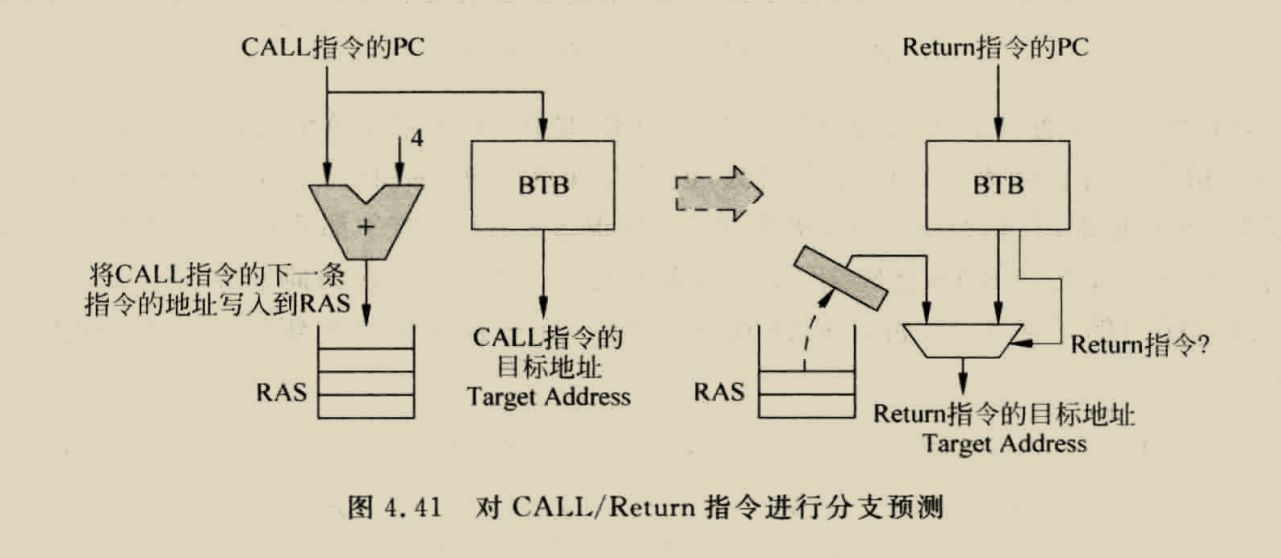 CALL指令的PC
4
+
BTB
将CALL指令的下一条
指令的地址写入到RAS
CALL指令的
目标地址
Target Address
RAS
Return指令的PC
BTB
Return指令?
RAS
Return指令的目标地址
Target Address
图 4.41 对 CALL/Return 指令进行分支预测